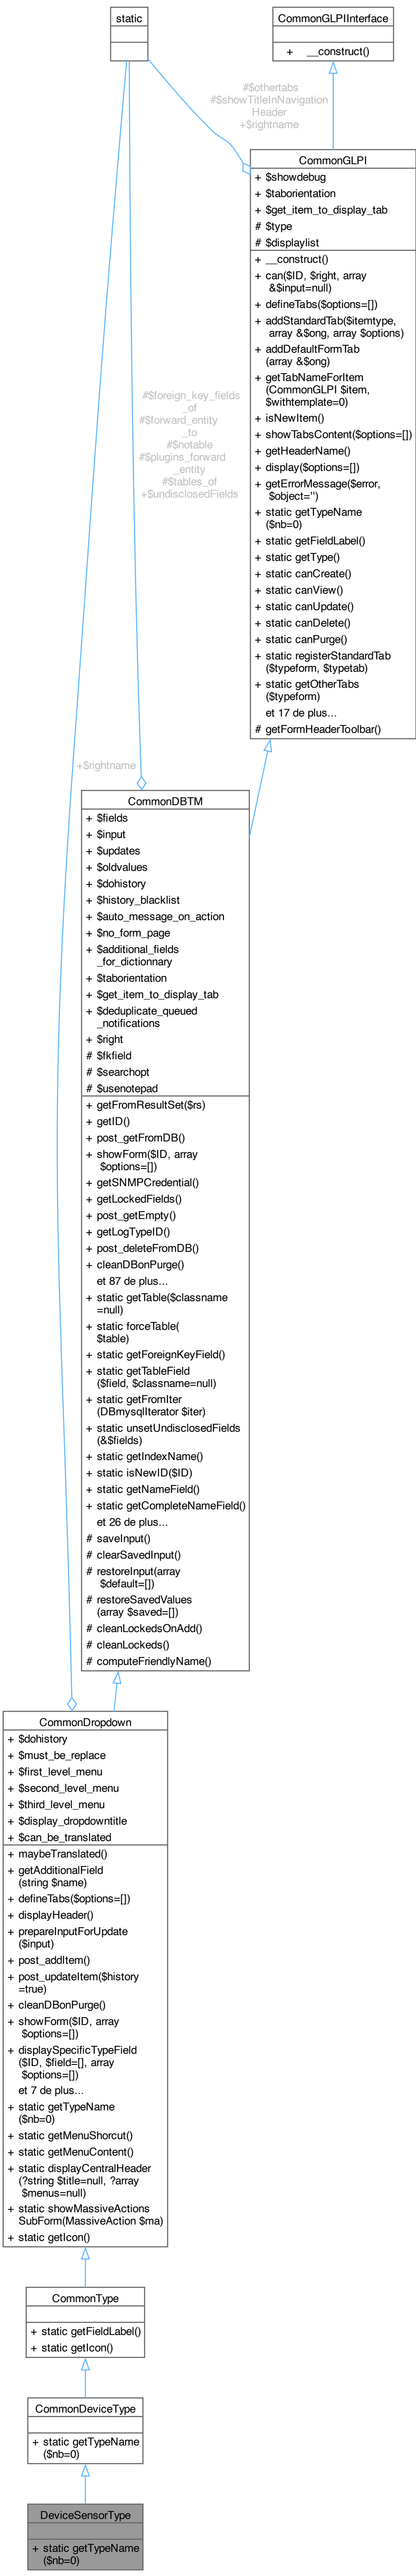 static
CommonGLPIInterface
+ __construct()
#$othertabs
#$showTitleInNavigation
Header
+$rightname
CommonGLPI
+ $showdebug
+ $taborientation
+ $get_item_to_display_tab
# $type
# $displaylist
+ __construct()
+ can($ID, $right, array
&$input=null)
+ defineTabs($options=[])
+ addStandardTab($itemtype,
array &$ong, array $options)
+ addDefaultFormTab
(array &$ong)
+ getTabNameForItem
(CommonGLPI $item,
$withtemplate=0)
+ isNewItem()
+ showTabsContent($options=[])
+ getHeaderName()
+ display($options=[])
+ getErrorMessage($error,
$object='')
+ static getTypeName
($nb=0)
+ static getFieldLabel()
+ static getType()
+ static canCreate()
+ static canView()
+ static canUpdate()
+ static canDelete()
+ static canPurge()
+ static registerStandardTab
($typeform, $typetab)
+ static getOtherTabs
($typeform)
et 17 de plus...
# getFormHeaderToolbar()
#$foreign_key_fields
_of
#$forward_entity
_to
#$notable
#$plugins_forward
_entity
#$tables_of
+$undisclosedFields
+$rightname
CommonDBTM
+ $fields
+ $input
+ $updates
+ $oldvalues
+ $dohistory
+ $history_blacklist
+ $auto_message_on_action
+ $no_form_page
+ $additional_fields
_for_dictionnary
+ $taborientation
+ $get_item_to_display_tab
+ $deduplicate_queued
_notifications
+ $right
# $fkfield
# $searchopt
# $usenotepad
+ getFromResultSet($rs)
+ getID()
+ post_getFromDB()
+ showForm($ID, array
$options=[])
+ getSNMPCredential()
+ getLockedFields()
+ post_getEmpty()
+ getLogTypeID()
+ post_deleteFromDB()
+ cleanDBonPurge()
et 87 de plus...
+ static getTable($classname
=null)
+ static forceTable(
$table)
+ static getForeignKeyField()
+ static getTableField
($field, $classname=null)
+ static getFromIter
(DBmysqlIterator $iter)
+ static unsetUndisclosedFields
(&$fields)
+ static getIndexName()
+ static isNewID($ID)
+ static getNameField()
+ static getCompleteNameField()
et 26 de plus...
# saveInput()
# clearSavedInput()
# restoreInput(array
$default=[])
# restoreSavedValues
(array $saved=[])
# cleanLockedsOnAdd()
# cleanLockeds()
# computeFriendlyName()
CommonDropdown
+ $dohistory
+ $must_be_replace
+ $first_level_menu
+ $second_level_menu
+ $third_level_menu
+ $display_dropdowntitle
+ $can_be_translated
+ maybeTranslated()
+ getAdditionalField
(string $name)
+ defineTabs($options=[])
+ displayHeader()
+ prepareInputForUpdate
($input)
+ post_addItem()
+ post_updateItem($history
=true)
+ cleanDBonPurge()
+ showForm($ID, array
$options=[])
+ displaySpecificTypeField
($ID, $field=[], array
$options=[])
et 7 de plus...
+ static getTypeName
($nb=0)
+ static getMenuShorcut()
+ static getMenuContent()
+ static displayCentralHeader
(?string $title=null, ?array
$menus=null)
+ static showMassiveActions
SubForm(MassiveAction $ma)
+ static getIcon()
CommonType
+ static getFieldLabel()
+ static getIcon()
CommonDeviceType
+ static getTypeName
($nb=0)
DeviceSensorType
+ static getTypeName
($nb=0)